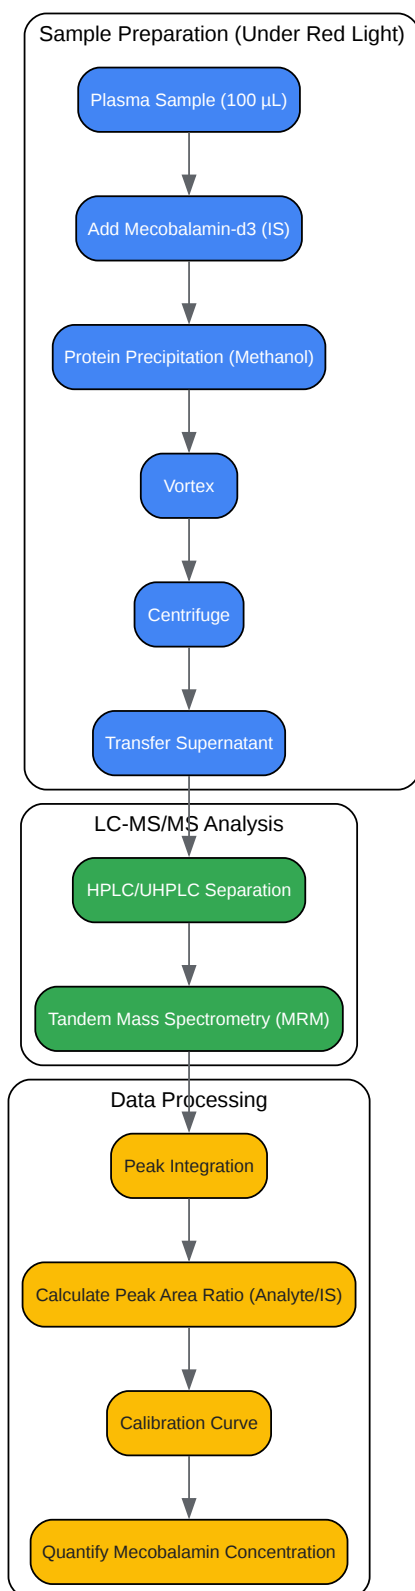 Sample Preparation (Under Red Light)
Plasma Sample (100 µL)
Add Mecobalamin-d3 (IS)
Protein Precipitation (Methanol)
Vortex
Centrifuge
Transfer Supernatant
LC-MS/MS Analysis
HPLC/UHPLC Separation
Tandem Mass Spectrometry (MRM)
Data Processing
Peak Integration
Calculate Peak Area Ratio (Analyte/IS)
Calibration Curve
Quantify Mecobalamin Concentration